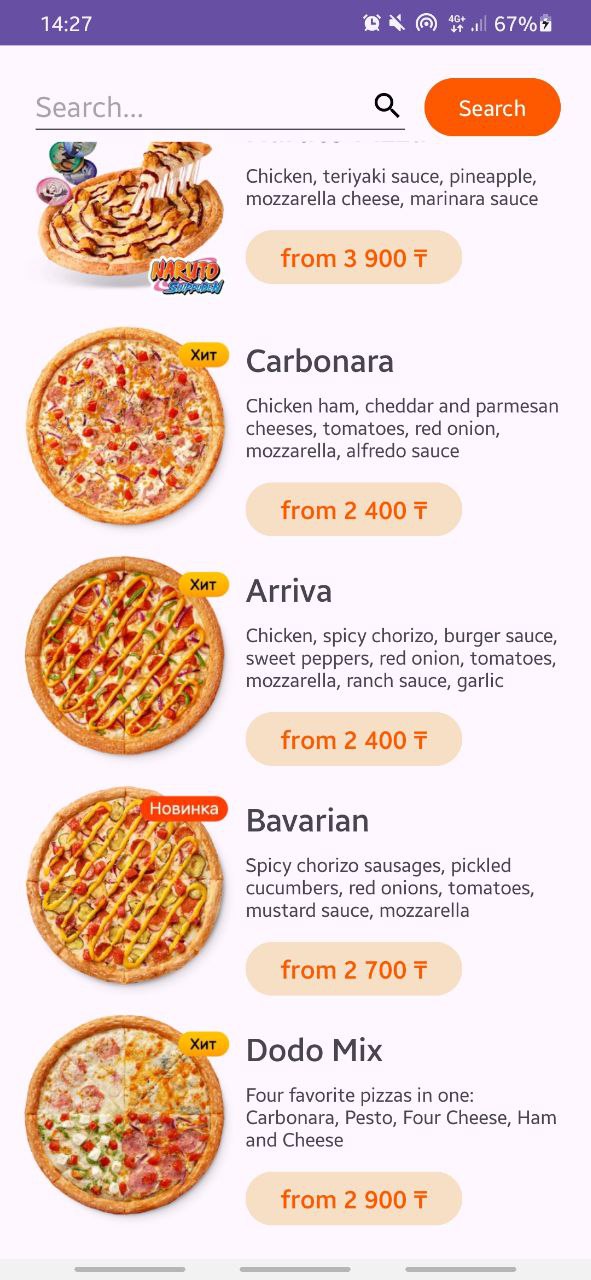 14:27
4G+
67%
Search...
Search
Chicken, teriyaki sauce, pineapple,
mozzarella cheese, marinara sauce
NARUTO
Shippuden
from 3 900 ₸
Хит
Carbonara
Chicken ham, cheddar and parmesan
cheeses, tomatoes, red onion,
mozzarella, alfredo sauce
from 2 400 ₸
Хит
Arriva
Chicken, spicy chorizo, burger sauce,
sweet peppers, red onion, tomatoes,
mozzarella, ranch sauce, garlic
from 2 400 ₸
Новинка
Bavarian
Spicy chorizo sausages, pickled
cucumbers, red onions, tomatoes,
mustard sauce, mozzarella
from 2 700 ₸
Хит
Dodo Mix
Four favorite pizzas in one:
Carbonara, Pesto, Four Cheese, Ham
and Cheese
from 2 900 ₸